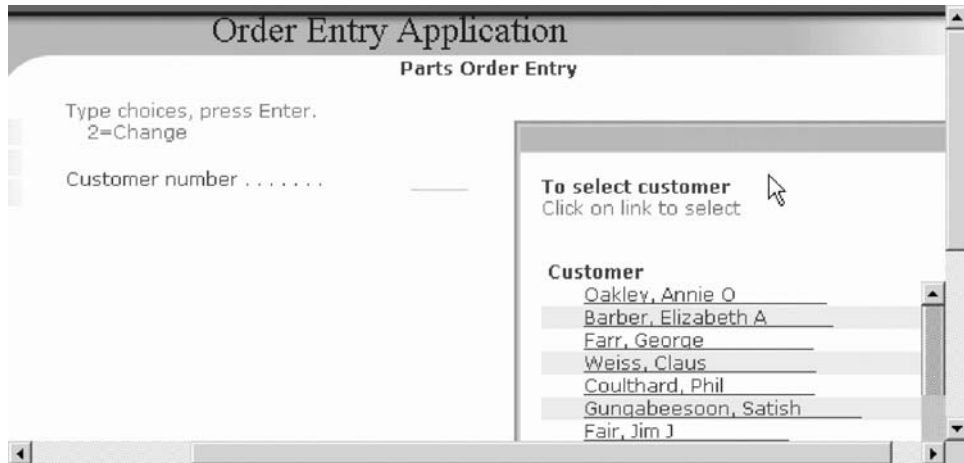 Order Entry Application
Parts Order Entry
Type choices, press Enter.
2=Change
Customer number . . . . . . .
To select customer
Click on link to select
Customer
Oakley, Annie O
Barber, Elizabeth A
Farr, George
Weiss, Claus
Coulthard, Phil
Gungabeesoon, Satish
Fair, Jim J